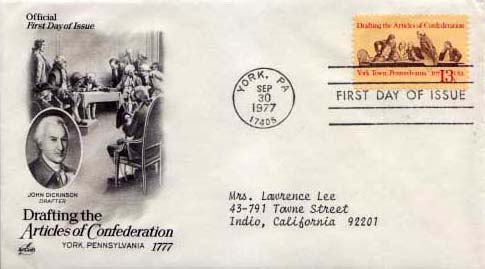 Official
First Day of Issue
JOHN DICKINSON
DRAFTER
Drafting the
Articles of Confederation
YORK, PENNSYLVANIA 1777
ArtCraft
YORK, PA
SEP
30
1977
17405
Drafting the Articles of Confederation
York Town, Pennsylvania 1777 13c USA
FIRST DAY OF ISSUE
Mrs. Lawrence Lee
43-791 Towne Street
Indio, California 92201